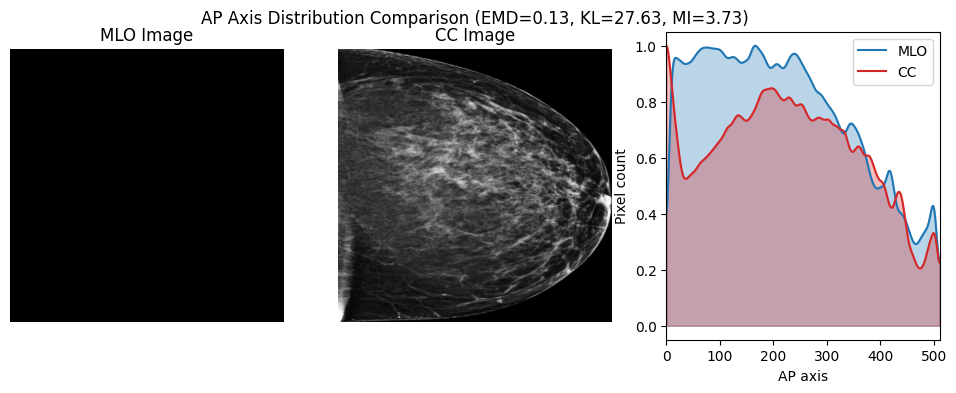 AP Axis Distribution Comparison (EMD=0.13, KL=27.63, MI=3.73)
MLO Image
CC Image
MLO
CC
1.0
0.8
0.6
0.4
0.2
0.0
Pixel count
0 100 200 300 400 500
AP axis